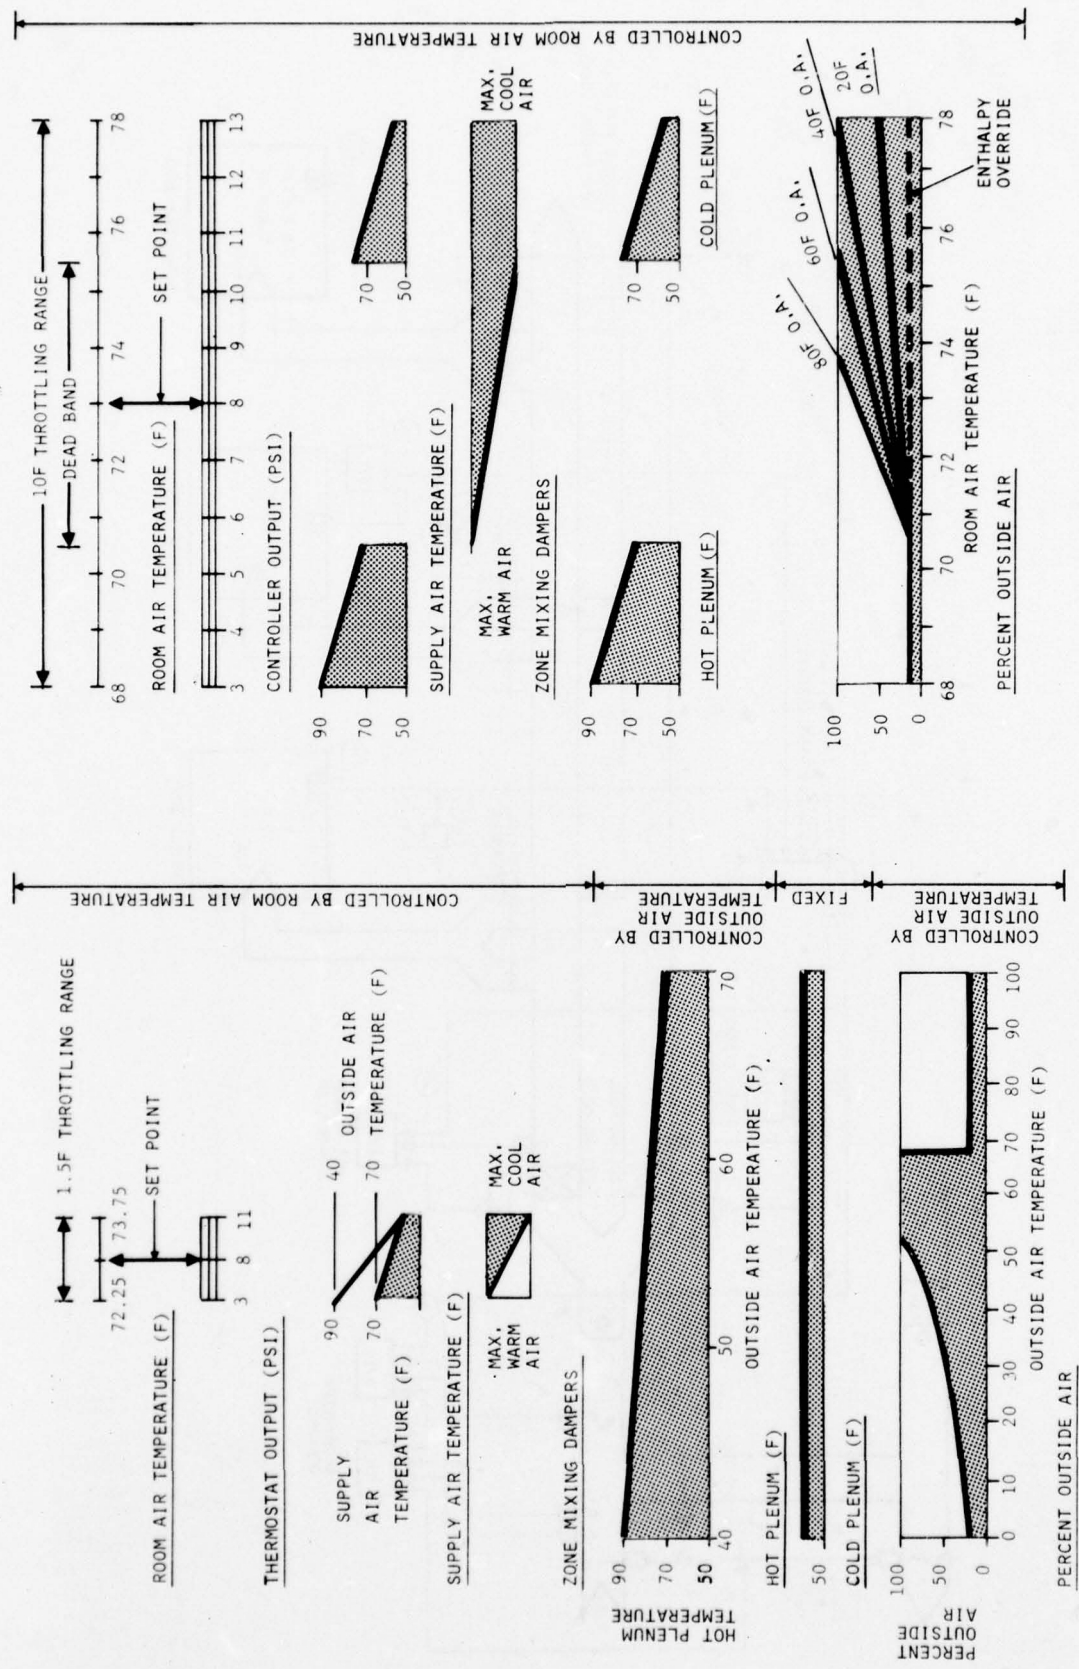 1.5F THROTTLING RANGE
72.25 73.75
SET POINT
ROOM AIR TEMPERATURE (F)
3 8 11
THERMOSTAT OUTPUT (PSI)
SUPPLY
AIR
TEMPERATURE (F)
90
70
40
70
OUTSIDE AIR
TEMPERATURE (F)
SUPPLY AIR TEMPERATURE (F)
MAX.
WARM
AIR
MAX.
COOL
AIR
ZONE MIXING DAMPERS
CONTROLLED BY ROOM AIR TEMPERATURE
HOT PLENUM
TEMPERATURE
90
70
50
40 50 60 70
OUTSIDE AIR TEMPERATURE (F)
HOT PLENUM (F)
CONTROLLED BY
OUTSIDE AIR
TEMPERATURE
50
COLD PLENUM (F)
FIXED
PERCENT
OUTSIDE
AIR
100
50
0
0 10 20 30 40 50 60 70 80 90 100
OUTSIDE AIR TEMPERATURE (F)
PERCENT OUTSIDE AIR
CONTROLLED BY
OUTSIDE AIR
TEMPERATURE
10F THROTTLING RANGE
DEAD BAND
68 70 72 74 76 78
SET POINT
ROOM AIR TEMPERATURE (F)
3 4 5 6 7 8 9 10 11 12 13
CONTROLLER OUTPUT (PSI)
90
70
50
70
50
SUPPLY AIR TEMPERATURE (F)
MAX.
WARM AIR
MAX.
COOL
AIR
ZONE MIXING DAMPERS
90
70
50
HOT PLENUM (F)
70
50
COLD PLENUM (F)
80F O.A.
60F O.A.
40F O.A.
20F
O.A.
100
50
0
68 70 72 74 76 78
ROOM AIR TEMPERATURE (F)
ENTHALPY
OVERRIDE
PERCENT OUTSIDE AIR
CONTROLLED BY ROOM AIR TEMPERATURE